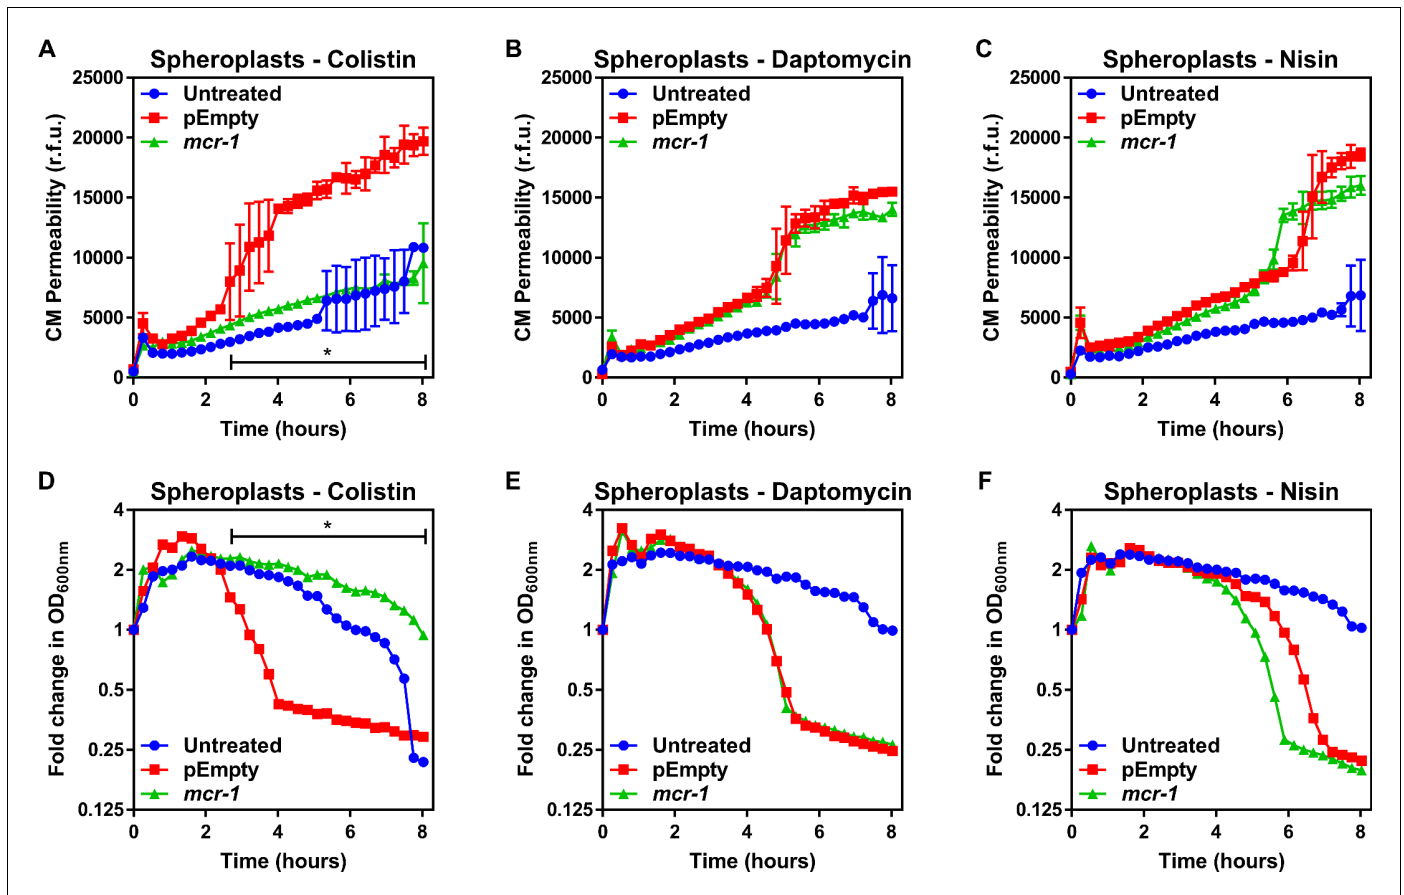 A
Spheroplasts - Colistin
CM Permeability (r.f.u.)
25000
20000
15000
10000
5000
0
Untreated
pEmpty
mcr-1
*
0 2 4 6 8
Time (hours)
B
Spheroplasts - Daptomycin
CM Permeability (r.f.u.)
25000
20000
15000
10000
5000
0
Untreated
pEmpty
mcr-1
0 2 4 6 8
Time (hours)
C
Spheroplasts - Nisin
CM Permeability (r.f.u.)
25000
20000
15000
10000
5000
0
Untreated
pEmpty
mcr-1
0 2 4 6 8
Time (hours)
D
Spheroplasts - Colistin
Fold change in OD600nm
4
2
1
0.5
0.25
0.125
*
Untreated
pEmpty
mcr-1
0 2 4 6 8
Time (hours)
E
Spheroplasts - Daptomycin
Fold change in OD600nm
4
2
1
0.5
0.25
0.125
Untreated
pEmpty
mcr-1
0 2 4 6 8
Time (hours)
F
Spheroplasts - Nisin
Fold change in OD600nm
4
2
1
0.5
0.25
0.125
Untreated
pEmpty
mcr-1
0 2 4 6 8
Time (hours)